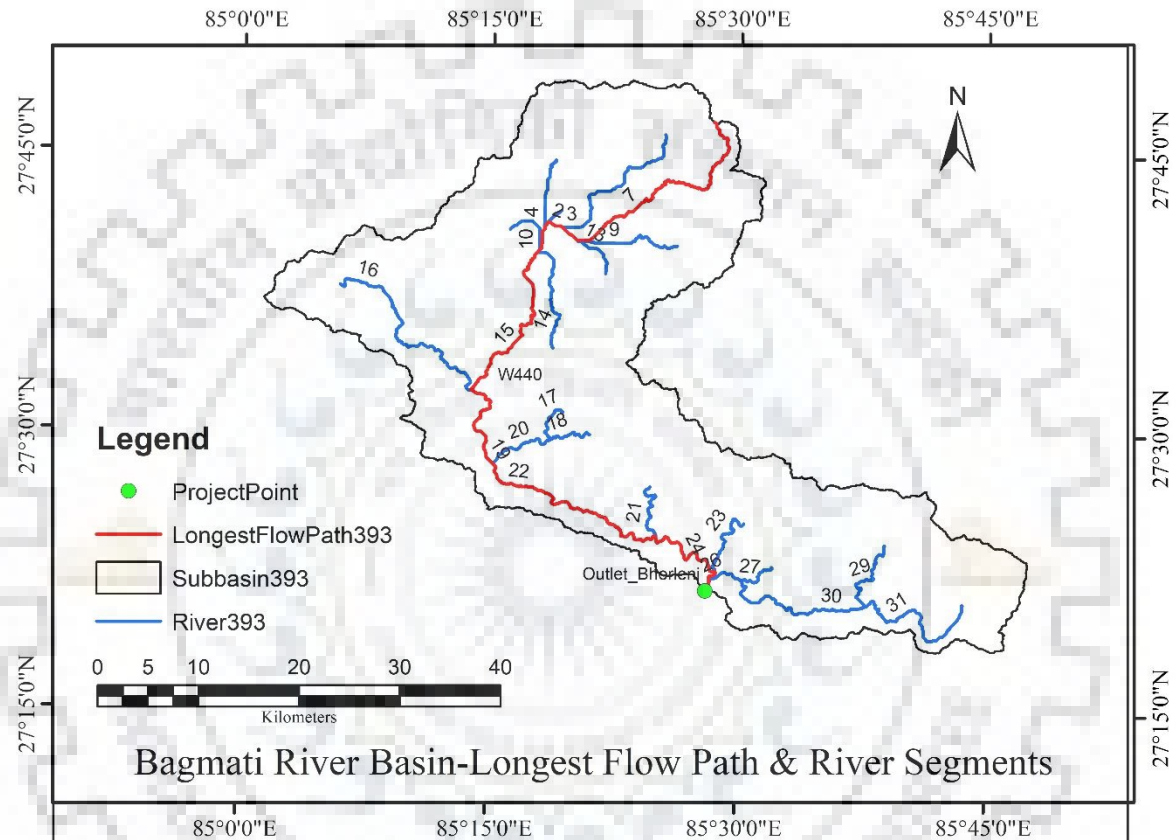 85°0'0"E 85°15'0"E 85°30'0"E 85°45'0"E
N
27°45'0"N 27°45'0"N
7
4 2 3
10 13 9
16
14
15
W440
27°30'0"N 27°30'0"N
17
20 18
19
22
Legend
ProjectPoint
LongestFlowPath393
Subbasin393
River393
21 23
24
26
Outlet_Bhorleni
27 29
30 31
0 5 10 20 30 40
Kilometers
27°15'0"N 27°15'0"N
Bagmati River Basin-Longest Flow Path & River Segments
85°0'0"E 85°15'0"E 85°30'0"E 85°45'0"E